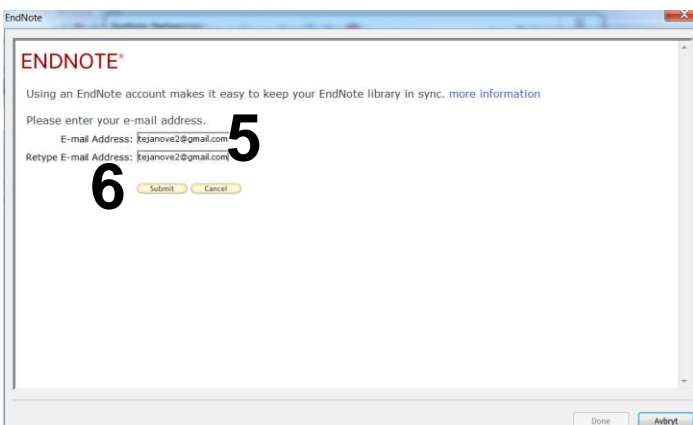 EndNote
ENDNOTE®
Using an EndNote account makes it easy to keep your EndNote library in sync. more information
Please enter your e-mail address.
E-mail Address: tejanove2@gmail.com 5
Retype E-mail Address: tejanove2@gmail.com
6 Submit Cancel
Done Avbryt